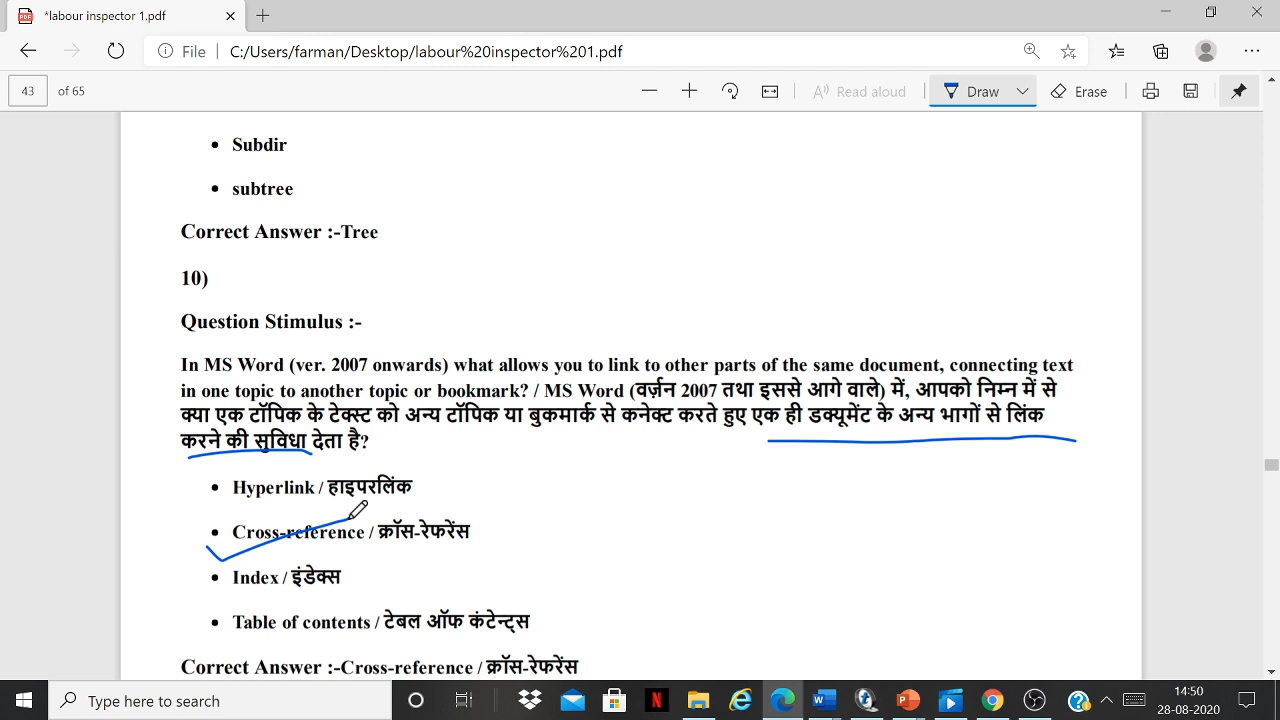 *labour inspector 1.pdf
File
C:/Users/farman/Desktop/labour%20inspector%201.pdf
43 of 65
Read aloud
Draw
Erase
Subdir
subtree
Correct Answer :-Tree
10)
Question Stimulus :-
In MS Word (ver. 2007 onwards) what allows you to link to other parts of the same document, connecting text
in one topic to another topic or bookmark? / MS Word (वर्ज़न 2007 तथा इससे आगे वाले) में, आपको निम्न में से
क्या एक टॉपिक के टेक्स्ट को अन्य टॉपिक या बुकमार्क से कनेक्ट करते हुए एक ही डक्यूमेंट के अन्य भागों से लिंक
करने की सुविधा देता है?
Hyperlink / हाइपरलिंक
Cross-reference / क्रॉस-रेफरेंस
Index / इंडेक्स
Table of contents / टेबल ऑफ कंटेन्ट्स
Correct Answer :-Cross-reference / क्रॉस-रेफरेंस
Type here to search
14:50
28-08-2020